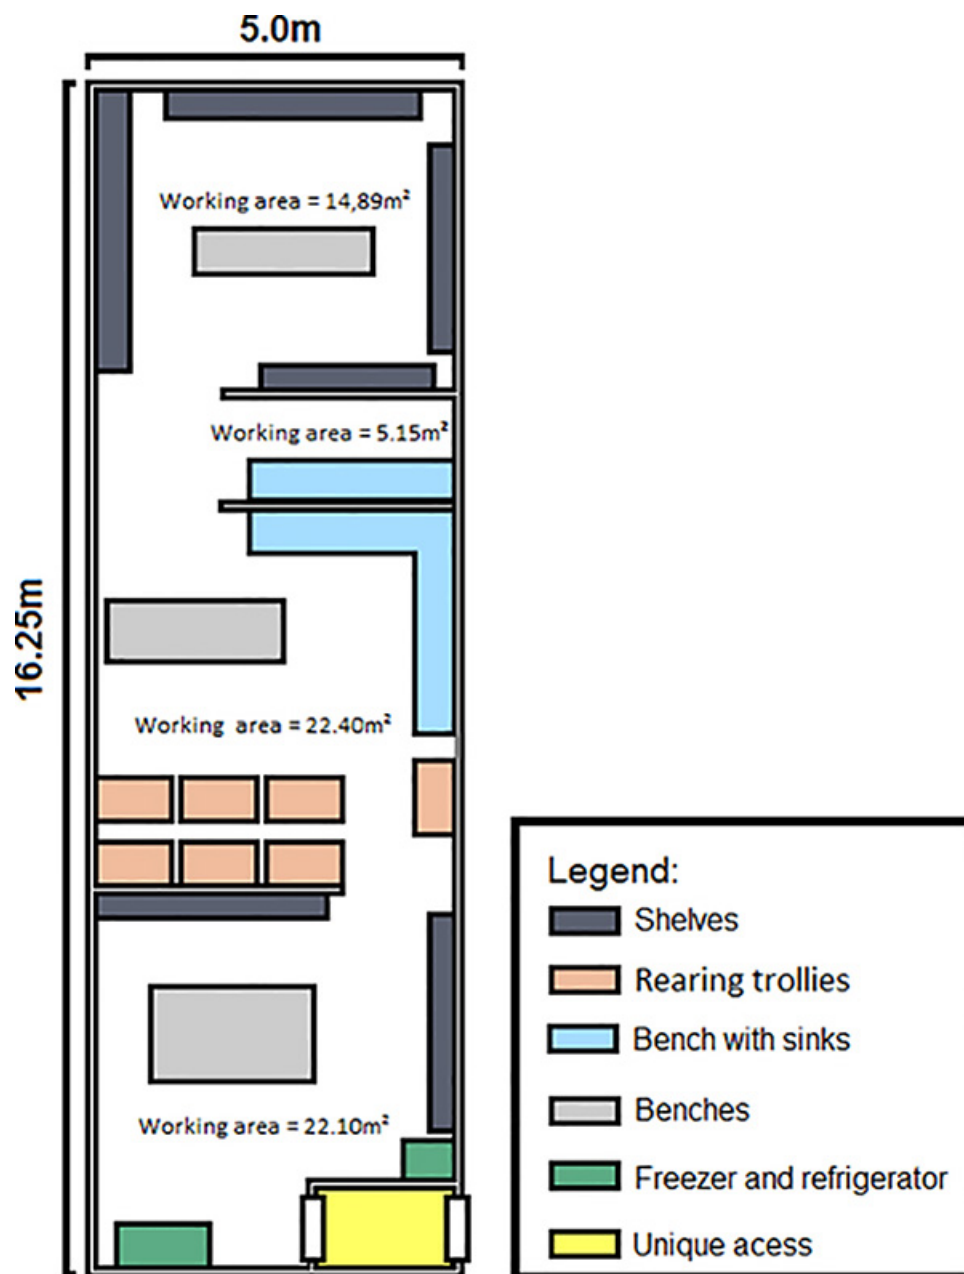 5.0m
16.25m
Working area = 14,89m²
Working area = 5.15m²
Working area = 22.40m²
Working area = 22.10m²
Legend:
Shelves
Rearing trollies
Bench with sinks
Benches
Freezer and refrigerator
Unique acess